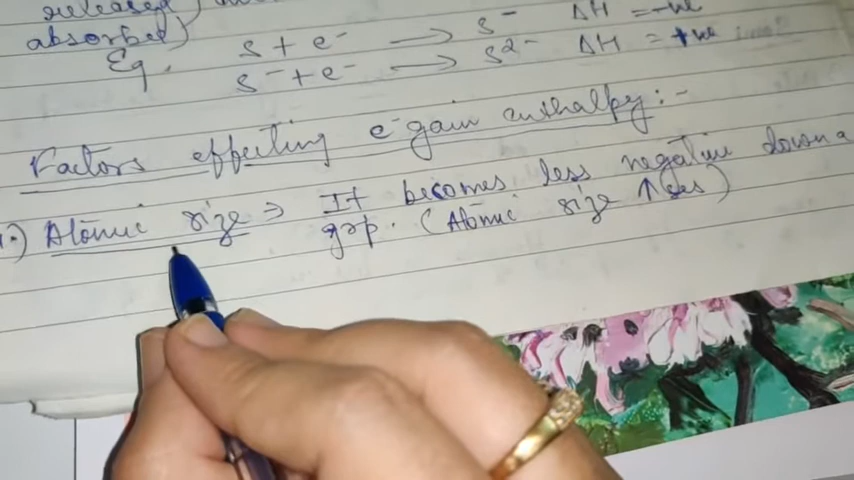 released)
absorbed)
Eg. S + e⁻ → S⁻ ΔH = -ve
S⁻ + e⁻ → S²⁻ ΔH = +ve
Factors effecting e⁻ gain enthalpy:-
Atomic size ⇒ It becomes less negative down a
grp. (Atomic size ↑ses)